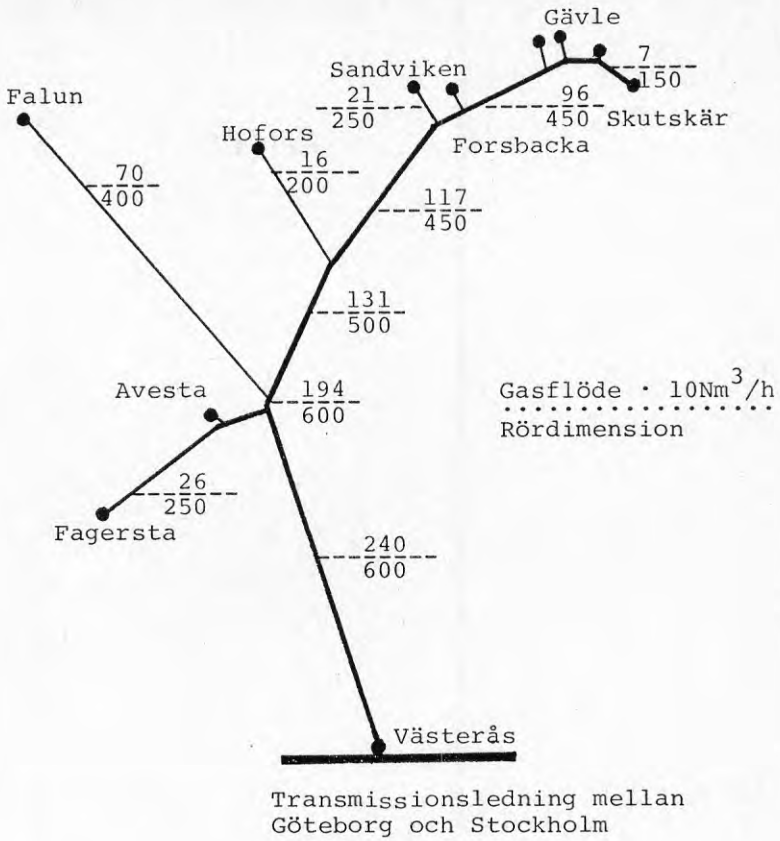 Gävle
Sandviken
7
150
Falun
21
250
96
450
Skutskär
Hofors
Forsbacka
16
200
70
400
117
450
131
500
Avesta
194
600
Gasflöde · 10Nm³/h
Rördimension
26
250
Fagersta
240
600
Västerås
Transmissionsledning mellan
Göteborg och Stockholm